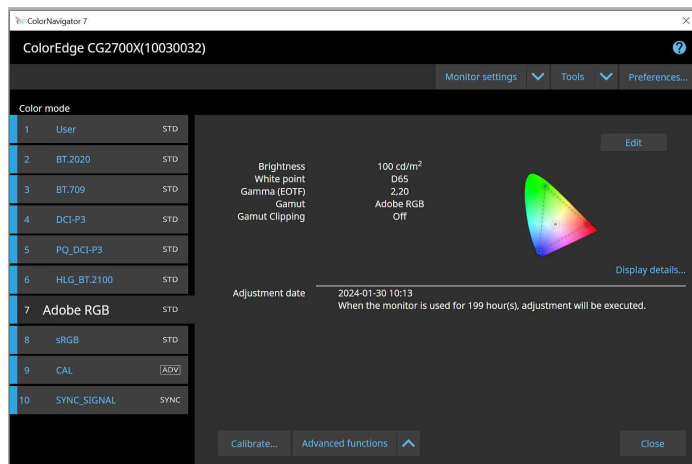 ColorNavigator 7
ColorEdge CG2700X(10030032)
Monitor settings Tools Preferences...
Color mode
1 User STD
2 BT.2020 STD
3 BT.709 STD
4 DCI-P3 STD
5 PQ_DCI-P3 STD
6 HLG_BT.2100 STD
7 Adobe RGB STD
8 sRGB STD
9 CAL ADV
10 SYNC_SIGNAL SYNC
Edit
Brightness 100 cd/m²
White point D65
Gamma (EOTF) 2,20
Gamut Adobe RGB
Gamut Clipping Off
Display details...
Adjustment date 2024-01-30 10:13
When the monitor is used for 199 hour(s), adjustment will be executed.
Calibrate... Advanced functions Close